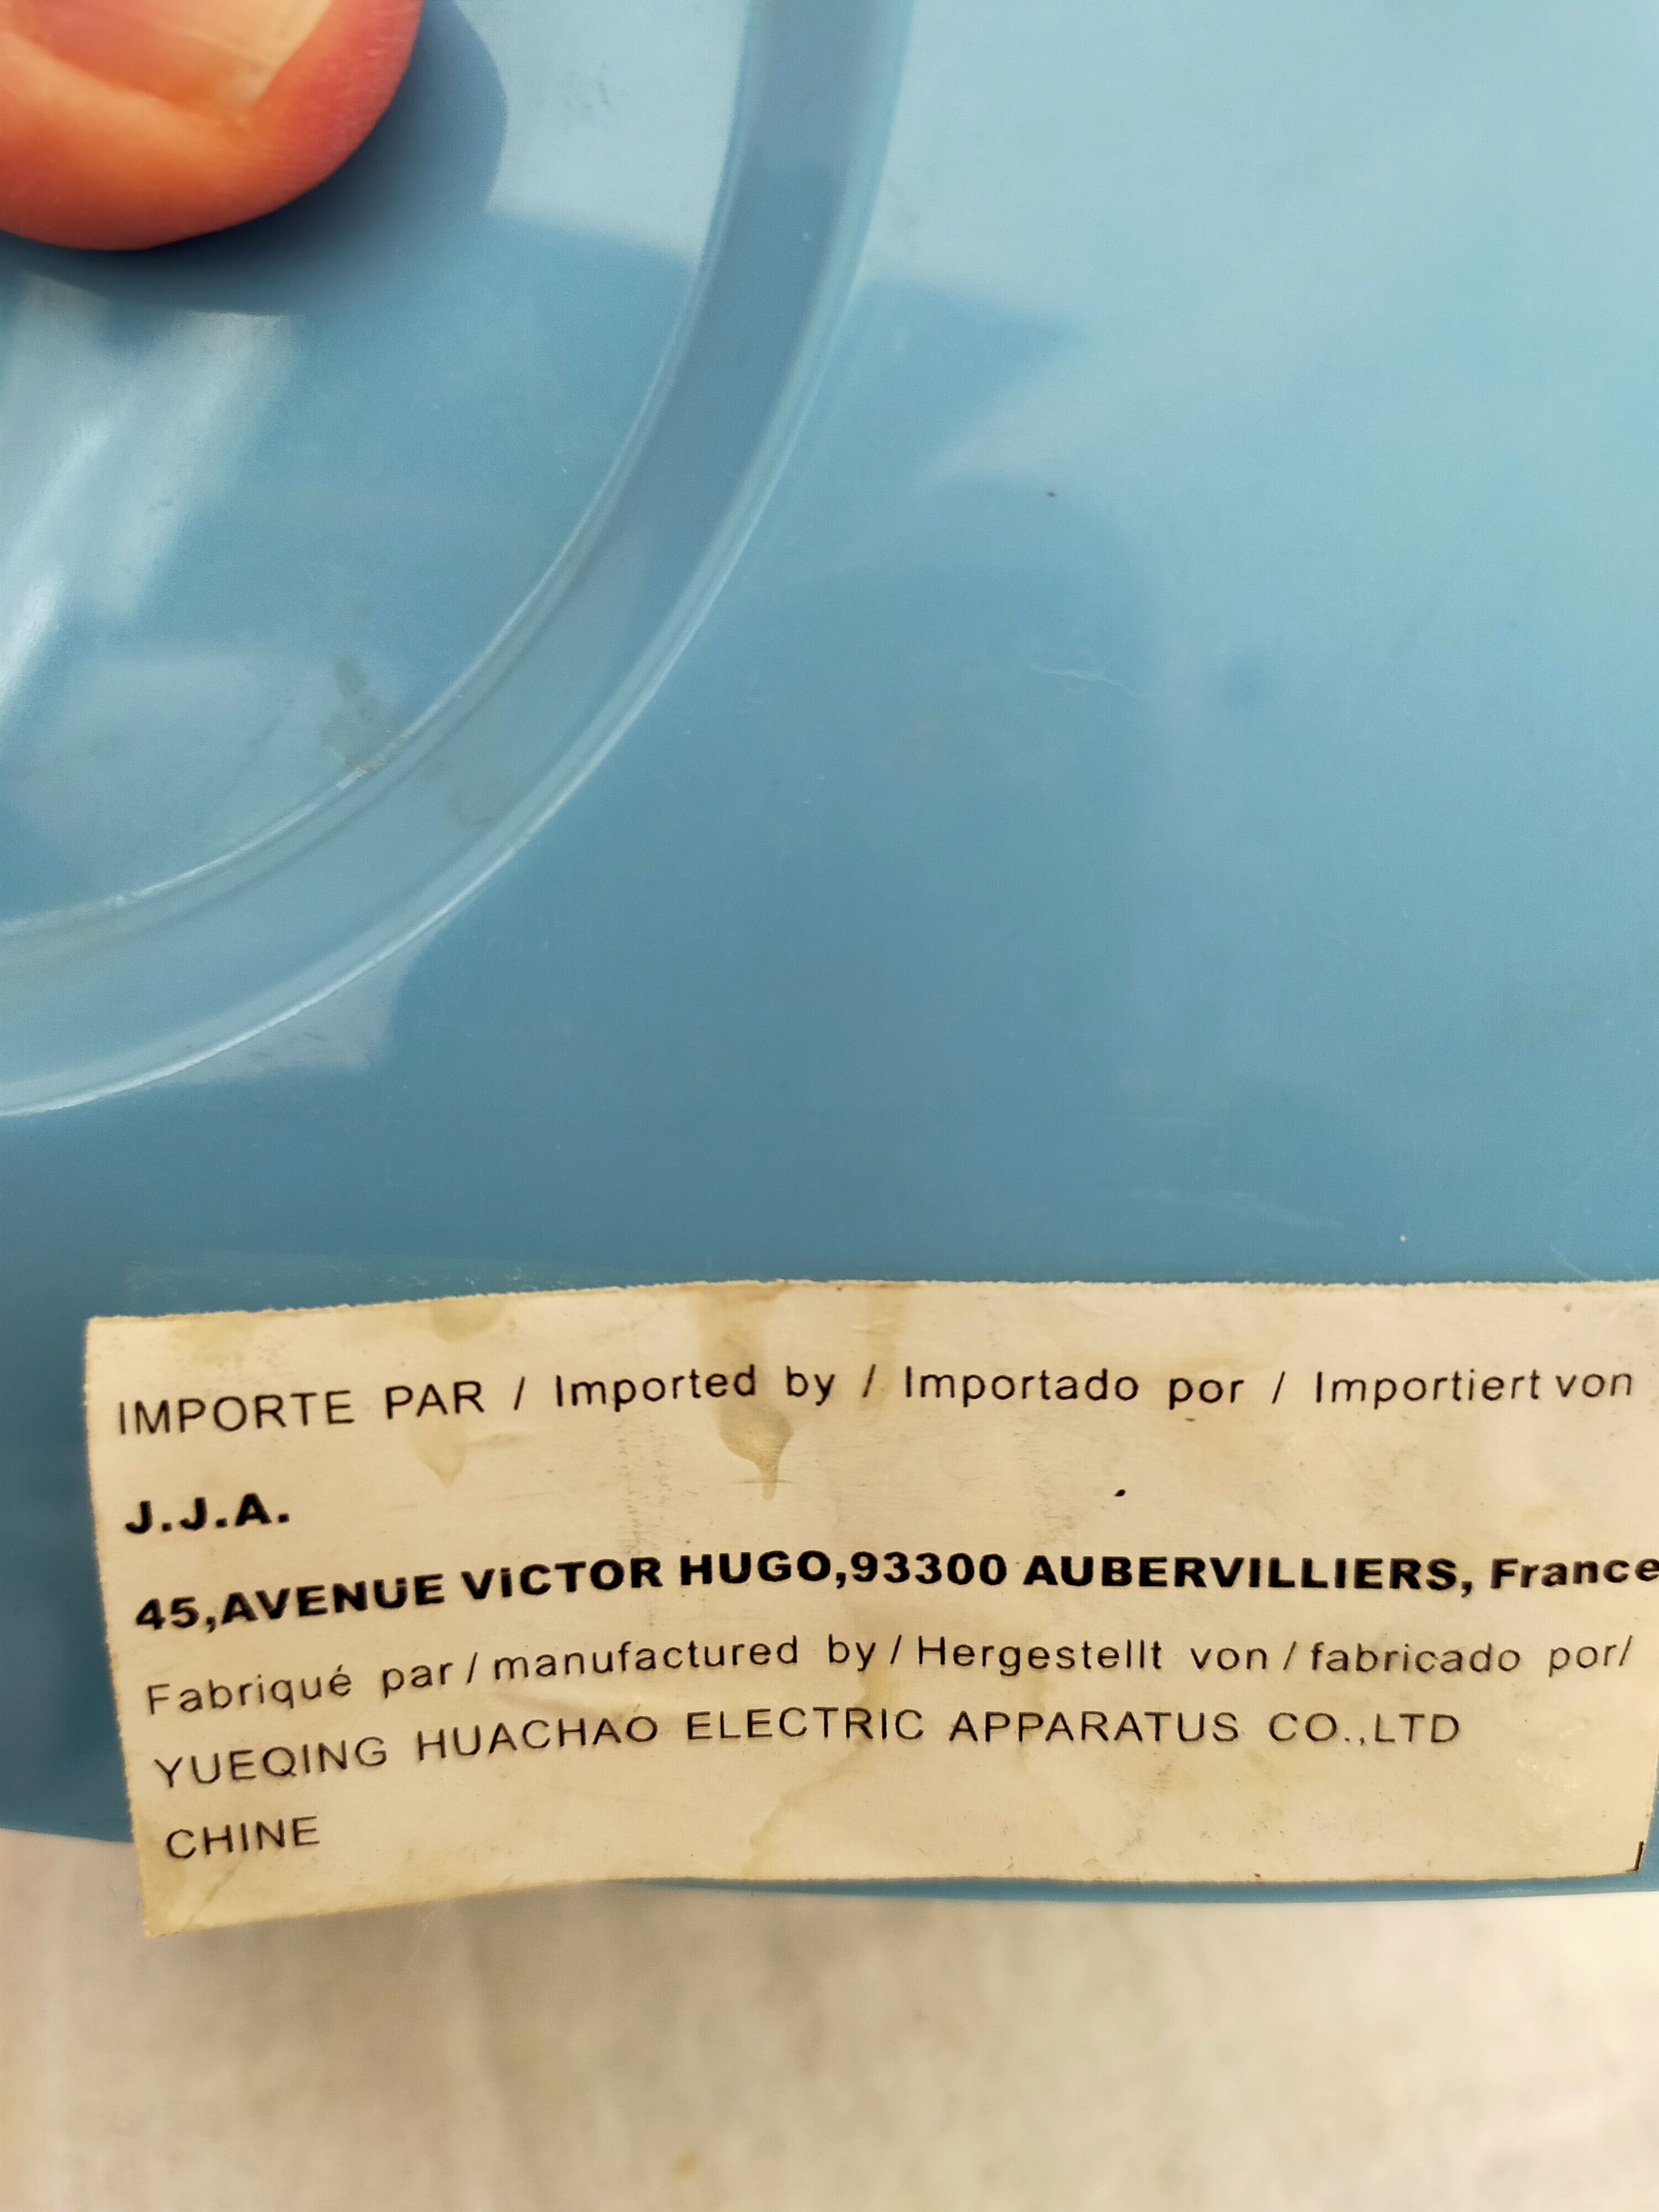 IMPORTE PAR / Imported by / Importado por / Importiert von
J.J.A.
45,AVENUE ViCTOR HUGO,93300 AUBERVILLIERS, France
Fabriqué par / manufactured by / Hergestellt von / fabricado por/
YUEQING HUACHAO ELECTRIC APPARATUS CO.,LTD
CHINE